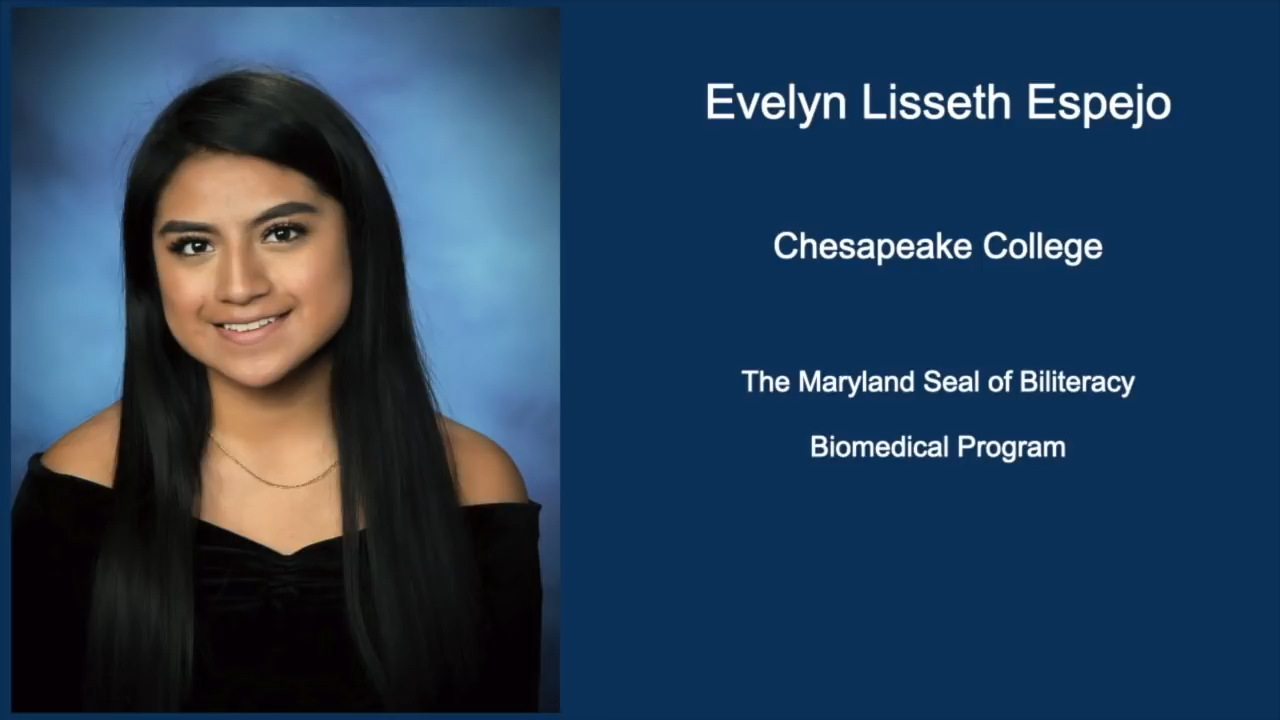 Evelyn Lisseth Espejo
Chesapeake College
The Maryland Seal of Biliteracy
Biomedical Program